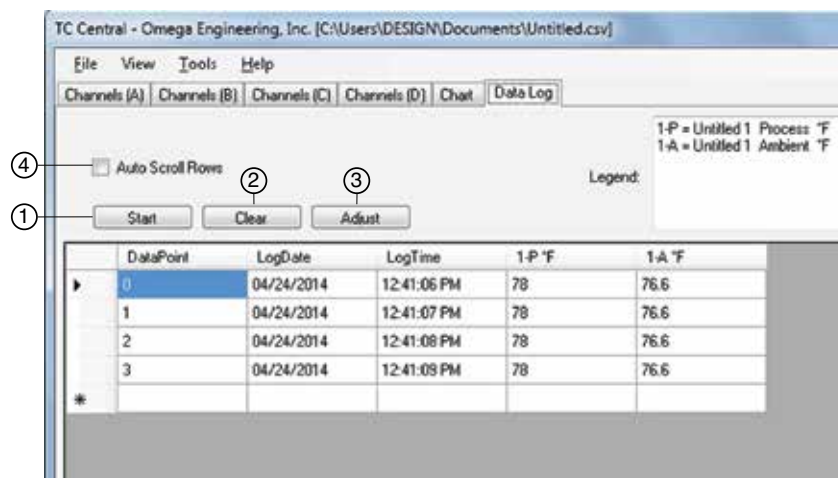 TC Central - Omega Engineering, Inc. [C:\Users\DESIGN\Documents\Untitled.csv]
File View Tools Help
Channels (A) Channels (B) Channels (C) Channels (D) Chart Data Log
1-P = Untitled 1 Process °F
1-A = Untitled 1 Ambient °F
Legend:
4 Auto Scroll Rows
2 3
1 Start Clear Adjust
DataPoint LogDate LogTime 1-P °F 1-A °F
0 04/24/2014 12:41:06 PM 78 76.6
1 04/24/2014 12:41:07 PM 78 76.6
2 04/24/2014 12:41:08 PM 78 76.6
3 04/24/2014 12:41:09 PM 78 76.6
*